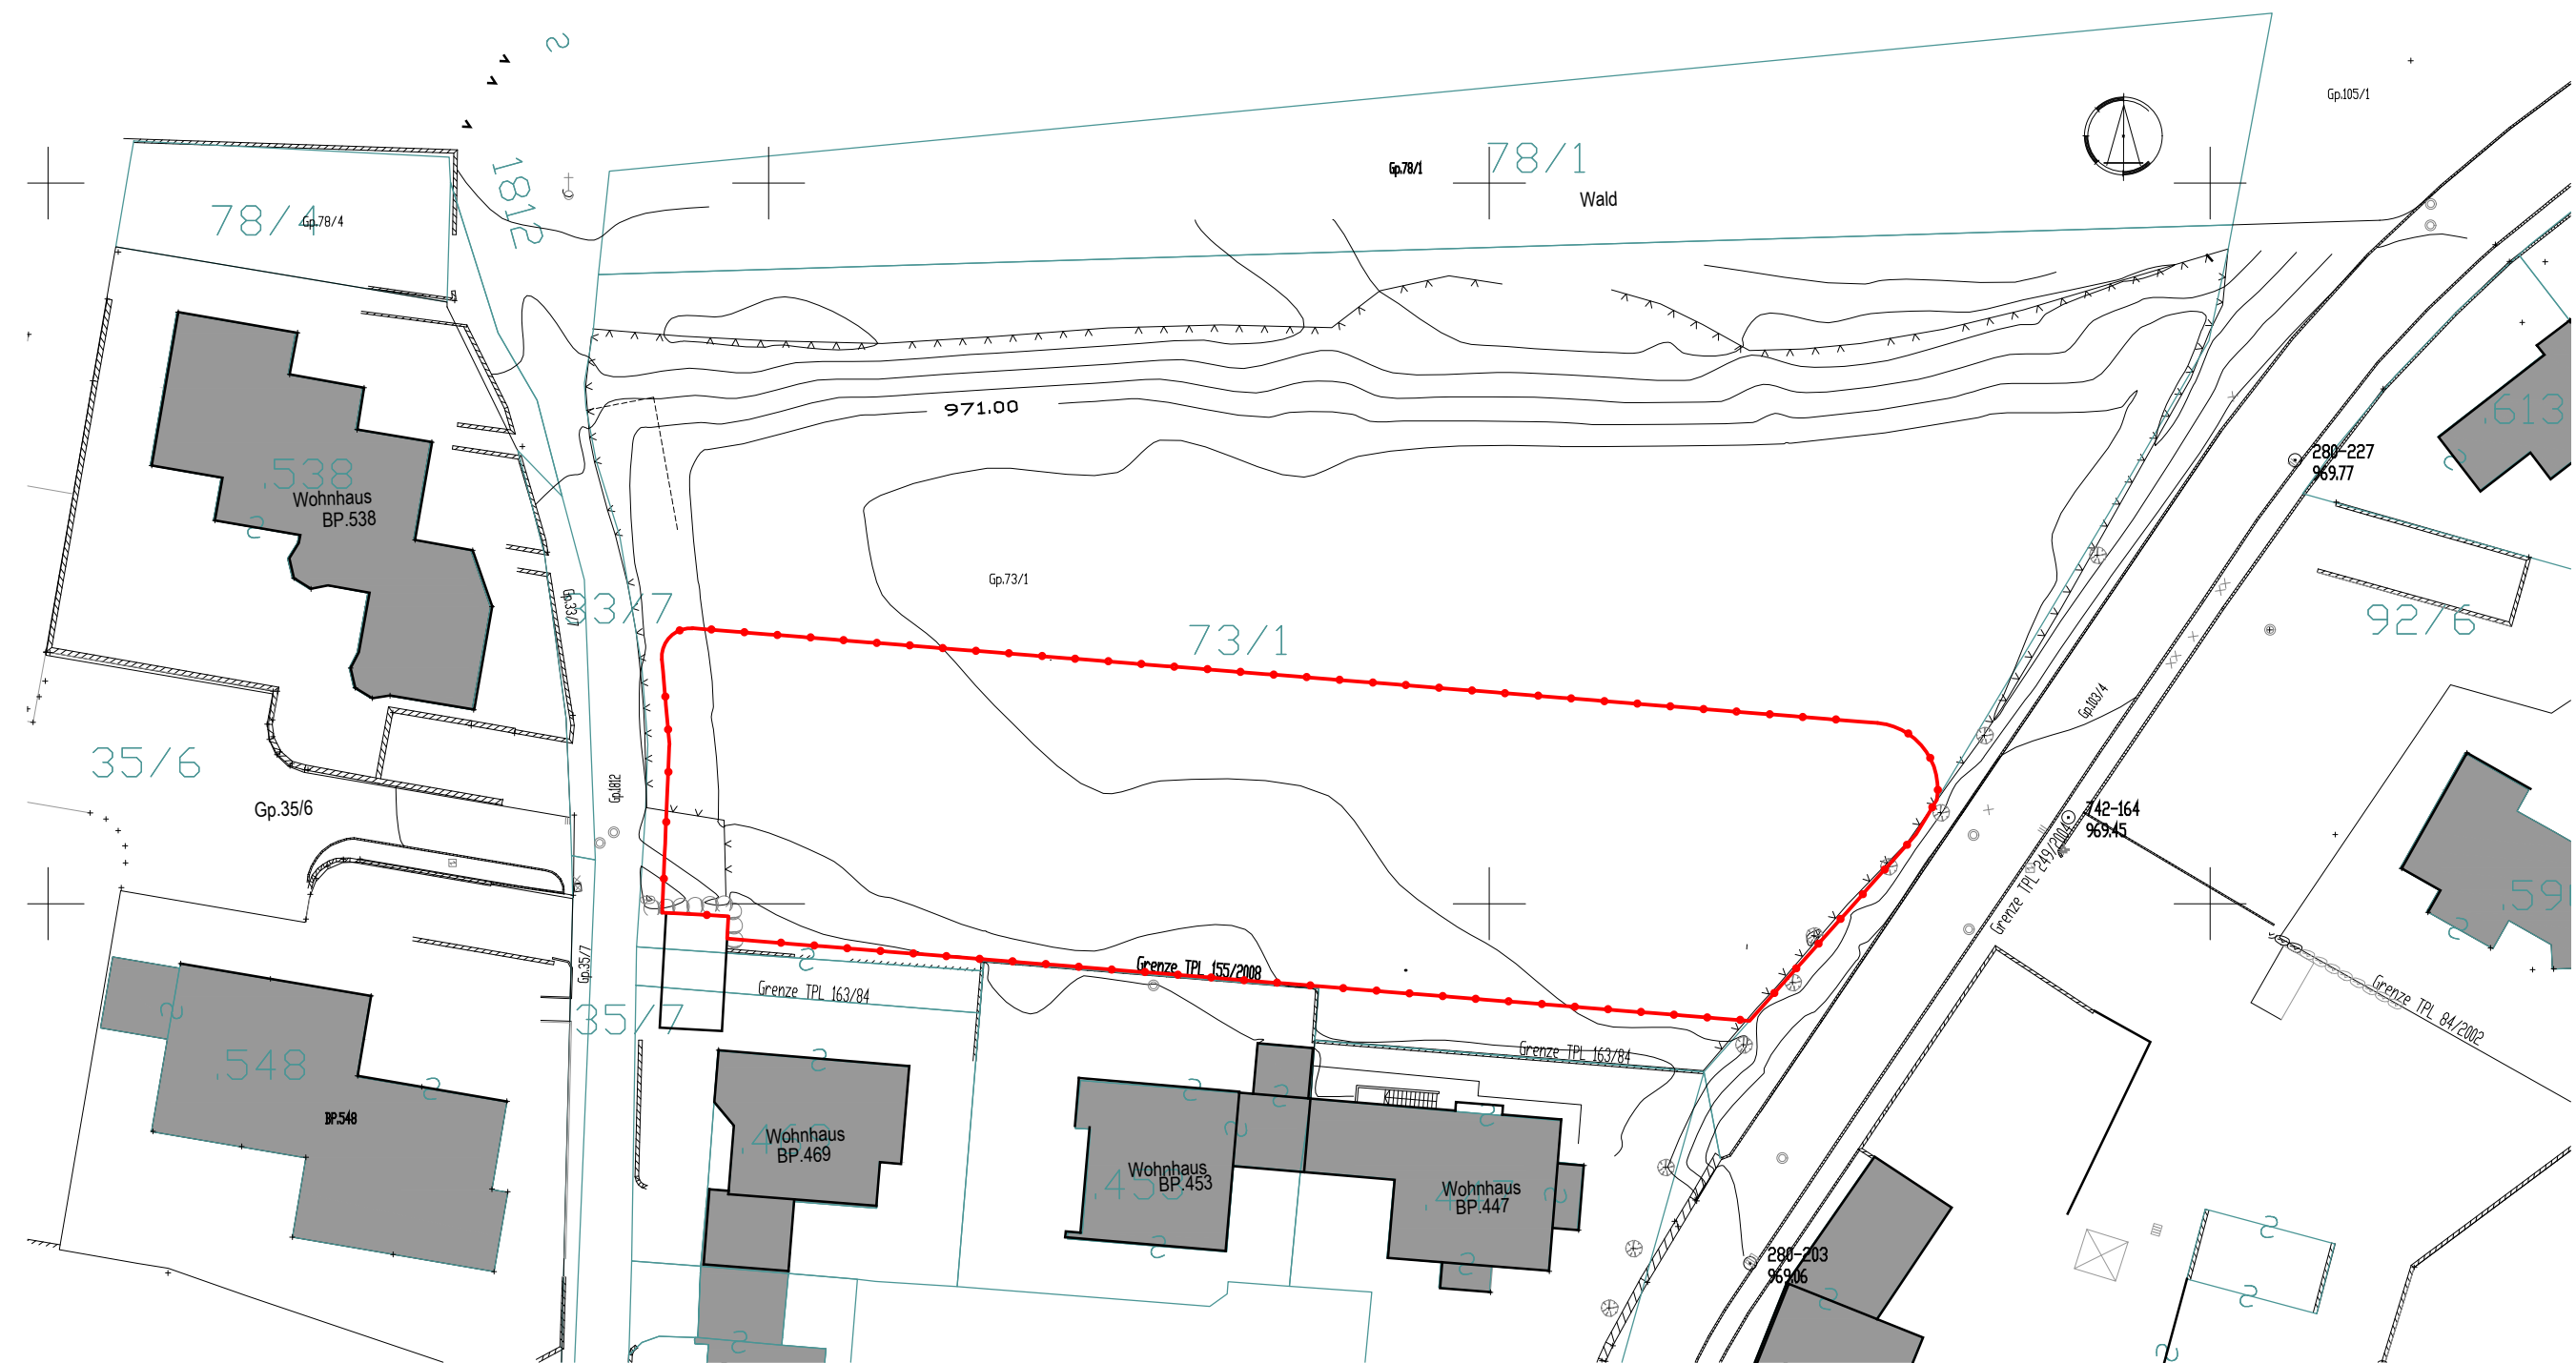 Gp.105/1
78/1
Gp.78/1
Wald
1812
78/4
Gp.78/4
971.00
.613
280-227
969.77
.538
Wohnhaus
BP.538
Gp.73/1
Gp.33/7
33/7
73/1
92/6
Gp.103/4
35/6
Gp.35/6
Gp.1812
742-164
969.45
Grenze TPL 249/2004
Gp.35/7
Grenze TPL 155/2008
Grenze TPL 163/84
35/7
Grenze TPL 84/2002
Grenze TPL 163/84
.548
BP.548
Wohnhaus
BP.469
Wohnhaus
BP.453
Wohnhaus
BP.447
280-203
969.06